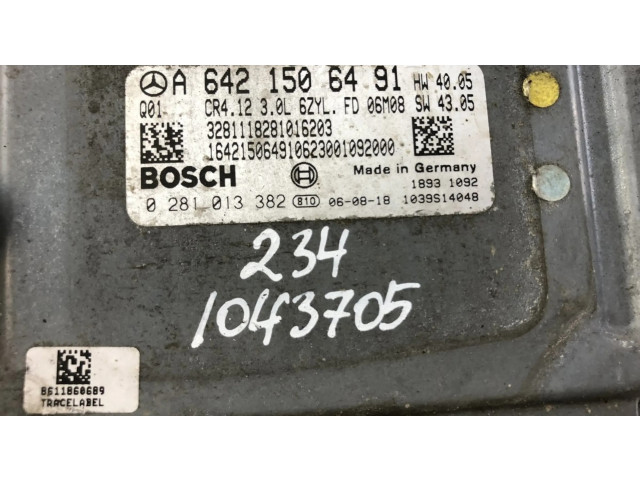 A 642 150 64 91 HW 40.05
Q01 CR4.12 3.0L 6ZYL. FD 06M08 SW 43.05
3281118281016203
164215064910623001092000
BOSCH Made in Germany
1893 1092
0 281 013 382 810 06-08-18 1039S14048
234
1043705
8611860689
TRACELABEL